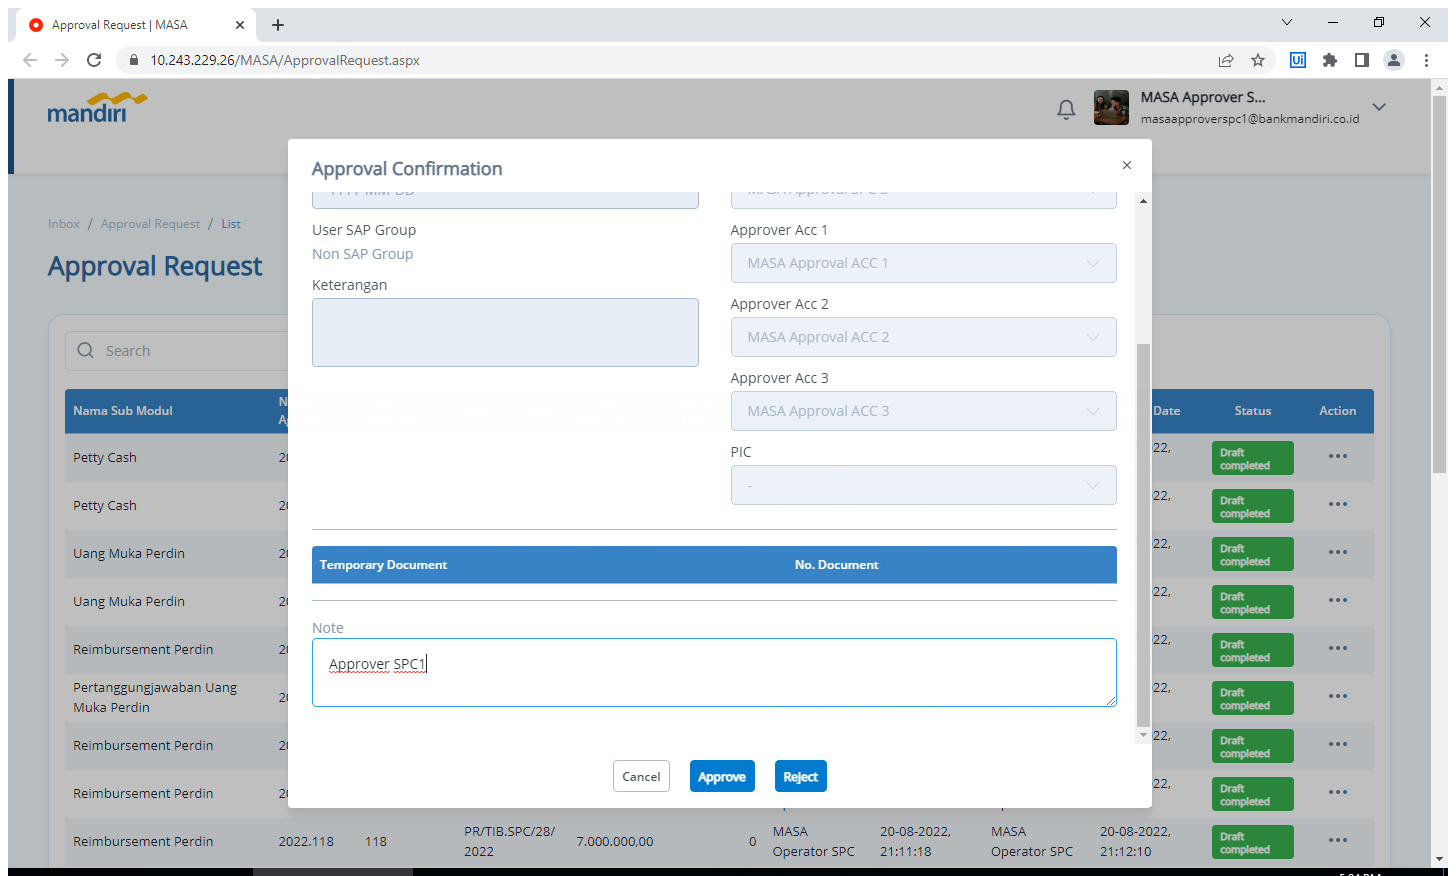 Approval Request | MASA
10.243.229.26/MASA/ApprovalRequest.aspx
mandiri
MASA Approver S...
masaapproverspc1@bankmandiri.co.id
Inbox / Approval Request / List
Approval Request
Search
Nama Sub Modul
Date
Status
Action
Petty Cash
Draft completed
Petty Cash
Draft completed
Uang Muka Perdin
Draft completed
Uang Muka Perdin
Draft completed
Reimbursement Perdin
Draft completed
Pertanggungjawaban Uang
Muka Perdin
Draft completed
Reimbursement Perdin
Draft completed
Reimbursement Perdin
Draft completed
Reimbursement Perdin
2022.118
118
PR/TIB.SPC/28/
2022
7.000.000,00
0
MASA
Operator SPC
20-08-2022,
21:11:18
MASA
Operator SPC
20-08-2022,
21:12:10
Draft completed
Approval Confirmation
User SAP Group
Non SAP Group
Keterangan
Approver Acc 1
MASA Approval ACC 1
Approver Acc 2
MASA Approval ACC 2
Approver Acc 3
MASA Approval ACC 3
PIC
-
Temporary Document
No. Document
Note
Approver SPC1
Cancel
Approve
Reject